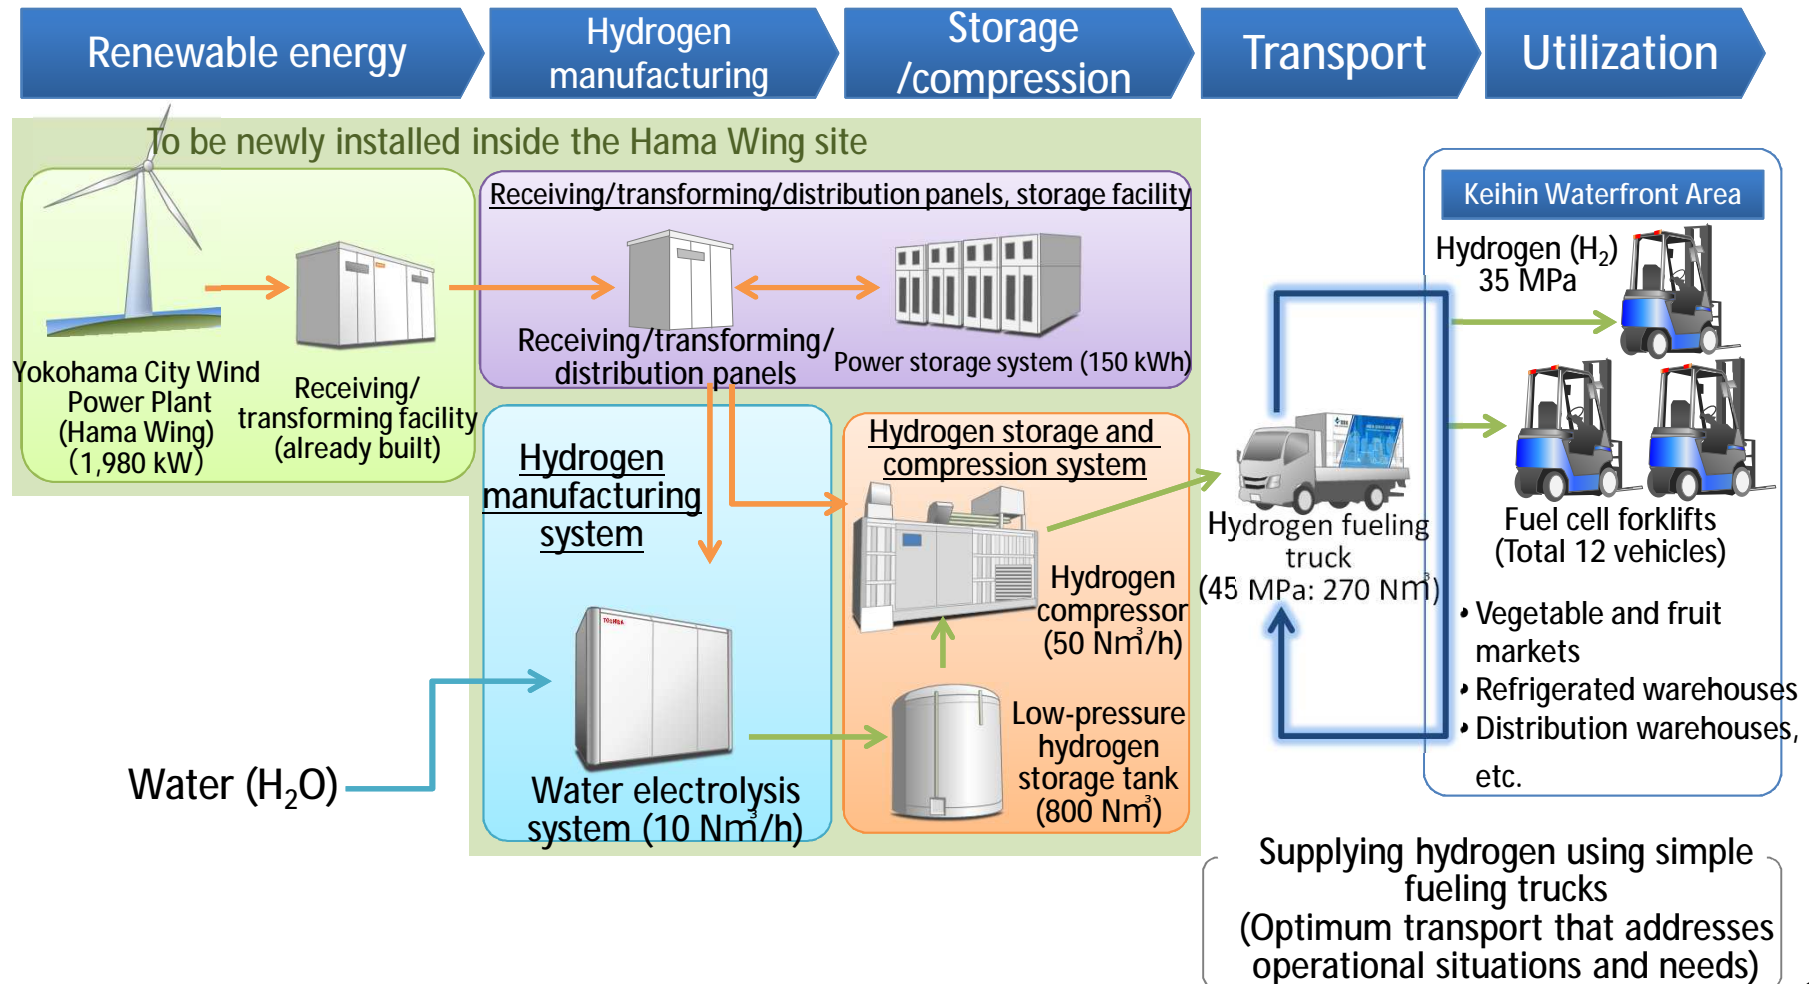 Renewable energy
Hydrogen
manufacturing
Storage
/compression
Transport
Utilization
To be newly installed inside the Hama Wing site
Yokohama City Wind
Power Plant
(Hama Wing)
(1,980 kW)
Receiving/
transforming facility
(already built)
Receiving/transforming/distribution panels, storage facility
Receiving/transforming/
distribution panels
Power storage system (150 kWh)
Hydrogen
manufacturing
system
TOSHIBA
Water electrolysis
system (10 Nm³/h)
Water (H₂O)
Hydrogen storage and
compression system
Hydrogen
compressor
(50 Nm³/h)
Low-pressure
hydrogen
storage tank
(800 Nm³)
Hydrogen fueling
truck
(45 MPa: 270 Nm³)
Keihin Waterfront Area
Hydrogen (H₂)
35 MPa
Fuel cell forklifts
(Total 12 vehicles)
• Vegetable and fruit
markets
• Refrigerated warehouses
• Distribution warehouses,
etc.
Supplying hydrogen using simple
fueling trucks
(Optimum transport that addresses
operational situations and needs)